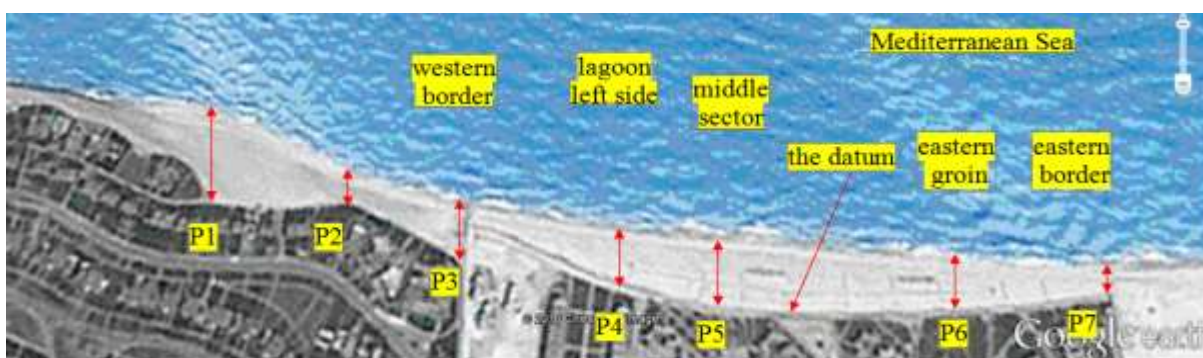 Mediterranean Sea
western
border
lagoon
left side
middle
sector
the datum
eastern
groin
eastern
border
P1
P2
P3
P4
P5
P6
P7
Google earth